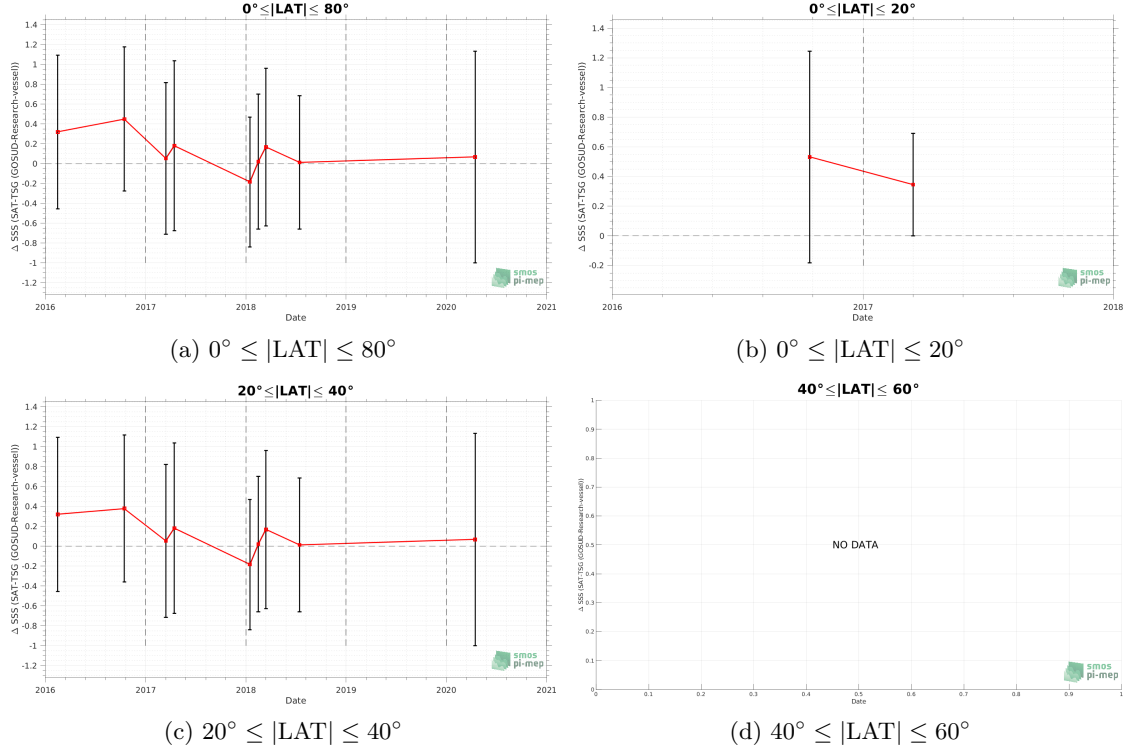 0°≤|LAT|≤ 80°
1.4
1.2
1
0.8
0.6
0.4
0.2
0
-0.2
-0.4
-0.6
-0.8
-1
-1.2
Δ SSS (SAT-TSG (GOSUD-Research-vessel))
2016 2017 2018 2019 2020 2021
Date
smos
pi-mep
(a) 0° ≤ |LAT| ≤ 80°
0°≤|LAT|≤ 20°
1.4
1.2
1
0.8
0.6
0.4
0.2
0
-0.2
Δ SSS (SAT-TSG (GOSUD-Research-vessel))
2016 2017 2018
Date
smos
pi-mep
(b) 0° ≤ |LAT| ≤ 20°
20°≤|LAT|≤ 40°
1.4
1.2
1
0.8
0.6
0.4
0.2
0
-0.2
-0.4
-0.6
-0.8
-1
-1.2
Δ SSS (SAT-TSG (GOSUD-Research-vessel))
2016 2017 2018 2019 2020 2021
Date
smos
pi-mep
(c) 20° ≤ |LAT| ≤ 40°
40°≤|LAT|≤ 60°
1
0.9
0.8
0.7
0.6
0.5
0.4
0.3
0.2
0.1
0
Δ SSS (SAT-TSG (GOSUD-Research-vessel))
NO DATA
0 0.1 0.2 0.3 0.4 0.5 0.6 0.7 0.8 0.9 1
Date
smos
pi-mep
(d) 40° ≤ |LAT| ≤ 60°